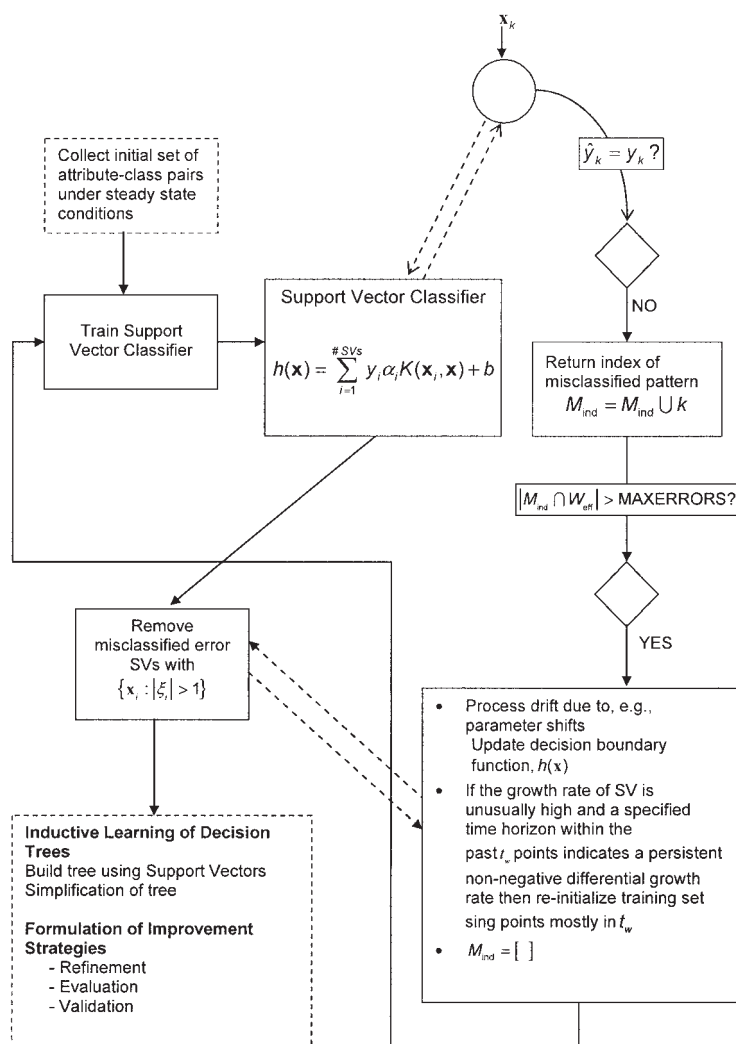 x_k
Collect initial set of
attribute-class pairs
under steady state
conditions
ŷ_k = y_k ?
Train Support
Vector Classifier
Support Vector Classifier
h(x) = ∑_{i=1}^{#SVs} y_i α_i K(x_i, x) + b
NO
Return index of
misclassified pattern
M_ind = M_ind ∪ k
|M_ind ∩ W_eff| > MAXERRORS?
YES
Remove
misclassified error
SVs with
{x_i : |ξ_i| > 1}
• Process drift due to, e.g.,
parameter shifts
Update decision boundary
function, h(x)
• If the growth rate of SV is
unusually high and a specified
time horizon within the
past t_w points indicates a persistent
non-negative differential growth
rate then re-initialize training set
sing points mostly in t_w
• M_ind = [ ]
Inductive Learning of Decision
Trees
Build tree using Support Vectors
Simplification of tree
Formulation of Improvement
Strategies
- Refinement
- Evaluation
- Validation